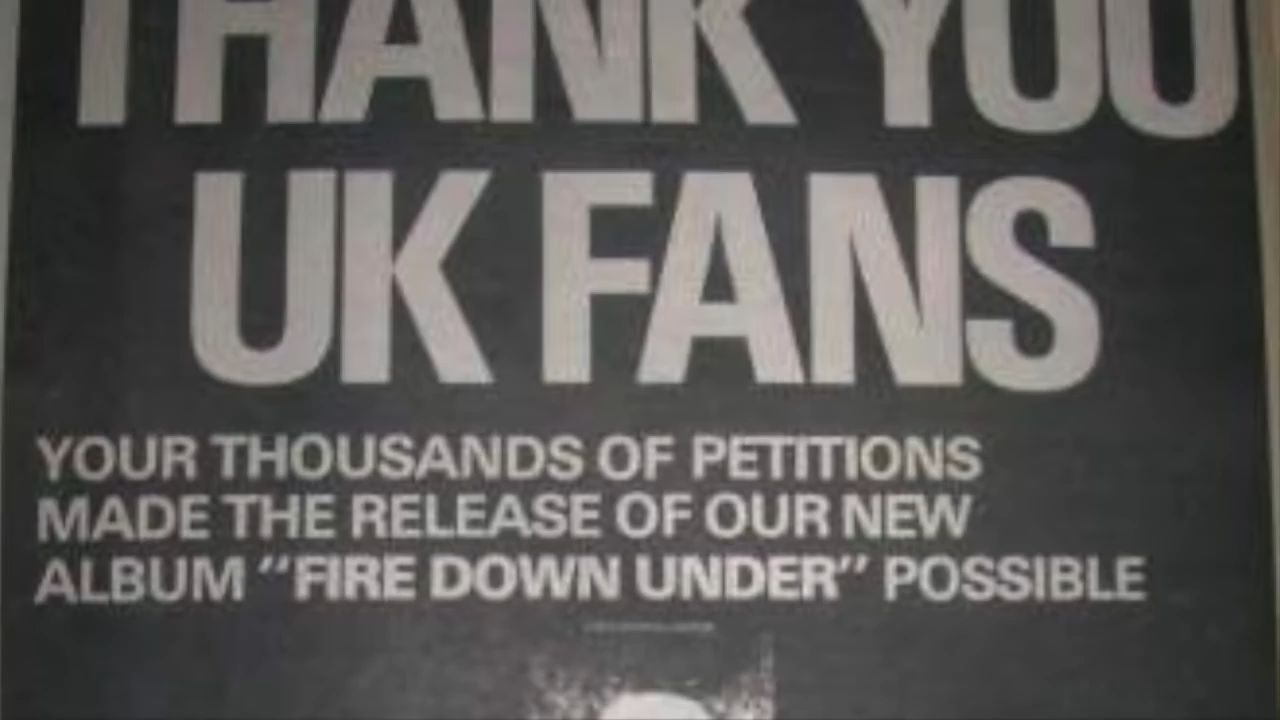 THANK YOU
UK FANS
YOUR THOUSANDS OF PETITIONS
MADE THE RELEASE OF OUR NEW
ALBUM "FIRE DOWN UNDER" POSSIBLE